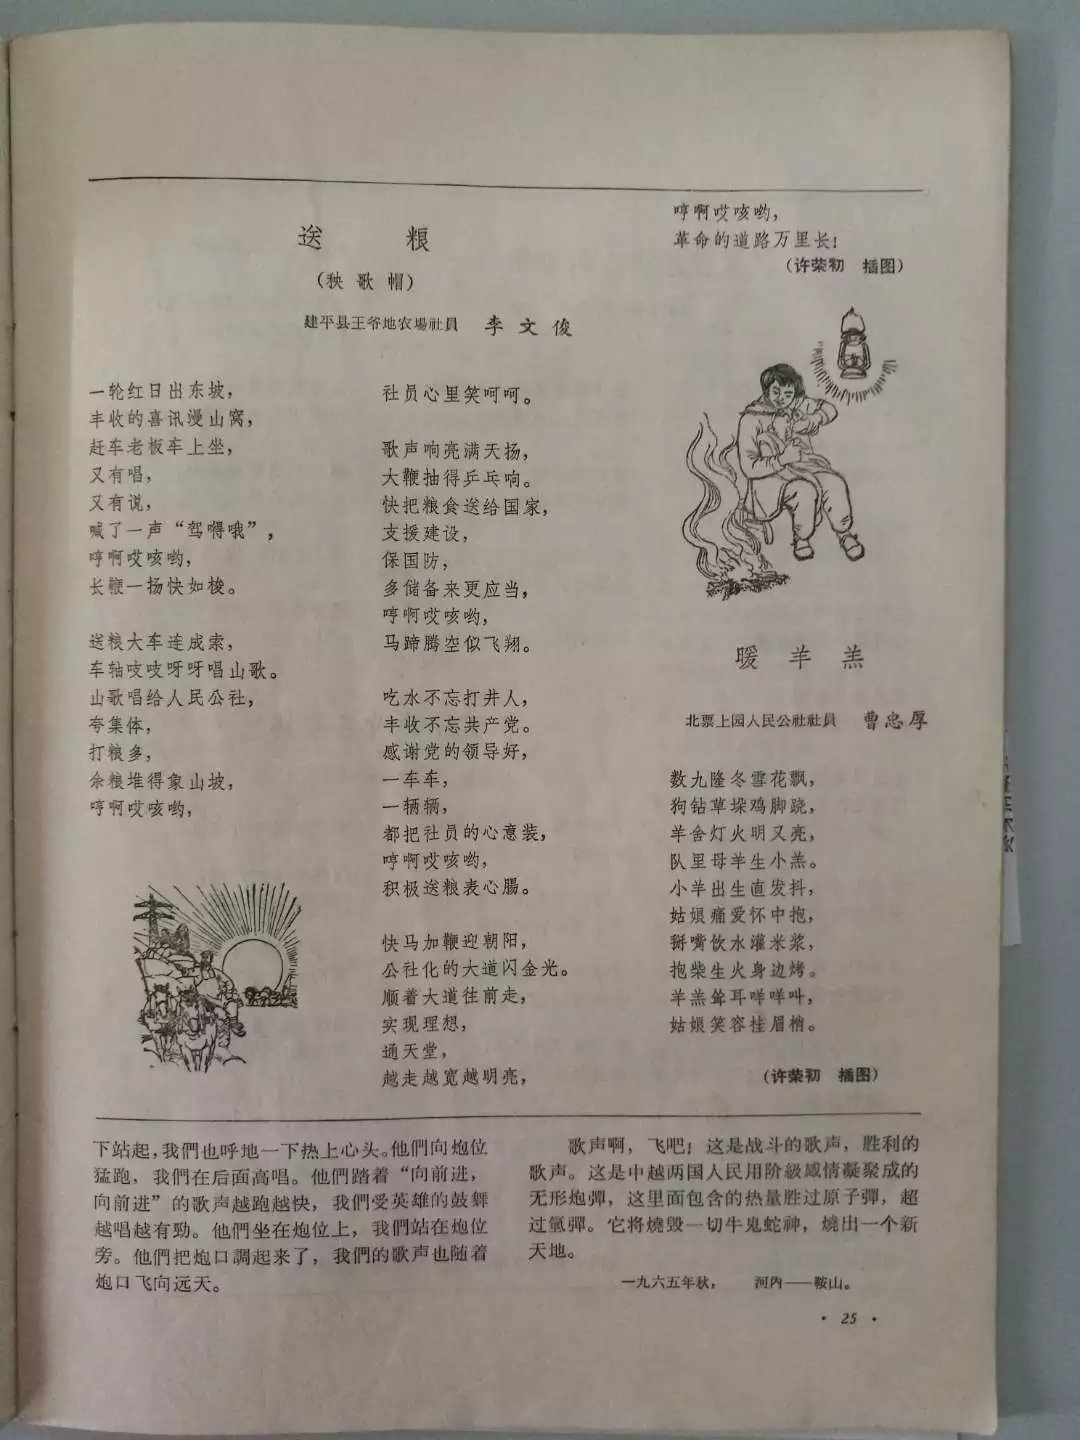 送 粮
（秧歌帽）
建平县王爷地农場社員 李文俊
一轮红日出东坡，
丰收的喜讯漫山窝，
赶车老板车上坐，
又有唱，
又有说，
喊了一声“驾嘚哦”，
哼啊哎咳哟，
长鞭一扬快如梭。
送粮大车连成索，
车轴吱吱呀呀唱山歌。
山歌唱给人民公社，
夸集体，
打粮多，
余粮堆得象山坡，
哼啊哎咳哟，
社员心里笑呵呵。
歌声响亮满天扬，
大鞭抽得乒乓响。
快把粮食送给国家，
支援建设，
保国防，
多储备来更应当，
哼啊哎咳哟，
马蹄腾空似飞翔。
吃水不忘打井人，
丰收不忘共产党。
感谢党的领导好，
一车车，
一辆辆，
都把社员的心意装，
哼啊哎咳哟，
积极送粮表心腸。
快马加鞭迎朝阳，
公社化的大道闪金光。
顺着大道往前走，
实现理想，
通天堂，
越走越宽越明亮，
哼啊哎咳哟，
革命的道路万里长！
（许荣初 插图）
暖羊羔
北票上园人民公社社員 曹忠厚
数九隆冬雪花飘，
狗钻草垛鸡脚跷，
羊舍灯火明又亮，
队里母羊生小羔。
小羊出生直发抖，
姑娘痛爱怀中抱，
掰嘴饮水灌米浆，
抱柴生火身边烤。
羊羔耸耳咩咩叫，
姑娘笑容挂眉梢。
（许荣初 插图）
下站起，我們也呼地一下热上心头。他們向炮位
猛跑，我們在后面高唱。他們踏着“向前进，
向前进”的歌声越跑越快，我們受英雄的鼓舞
越唱越有勁。他們坐在炮位上，我們站在炮位
旁。他們把炮口調起来了，我們的歌声也随着
炮口飞向远天。
歌声啊，飞吧！这是战斗的歌声，胜利的
歌声。这是中越两国人民用阶級感情凝聚成的
无形炮彈，这里面包含的热量胜过原子彈，超
过氫彈。它将燒毁一切牛鬼蛇神，燒出一个新
天地。
一九六五年秋， 河內——鞍山。
· 25 ·